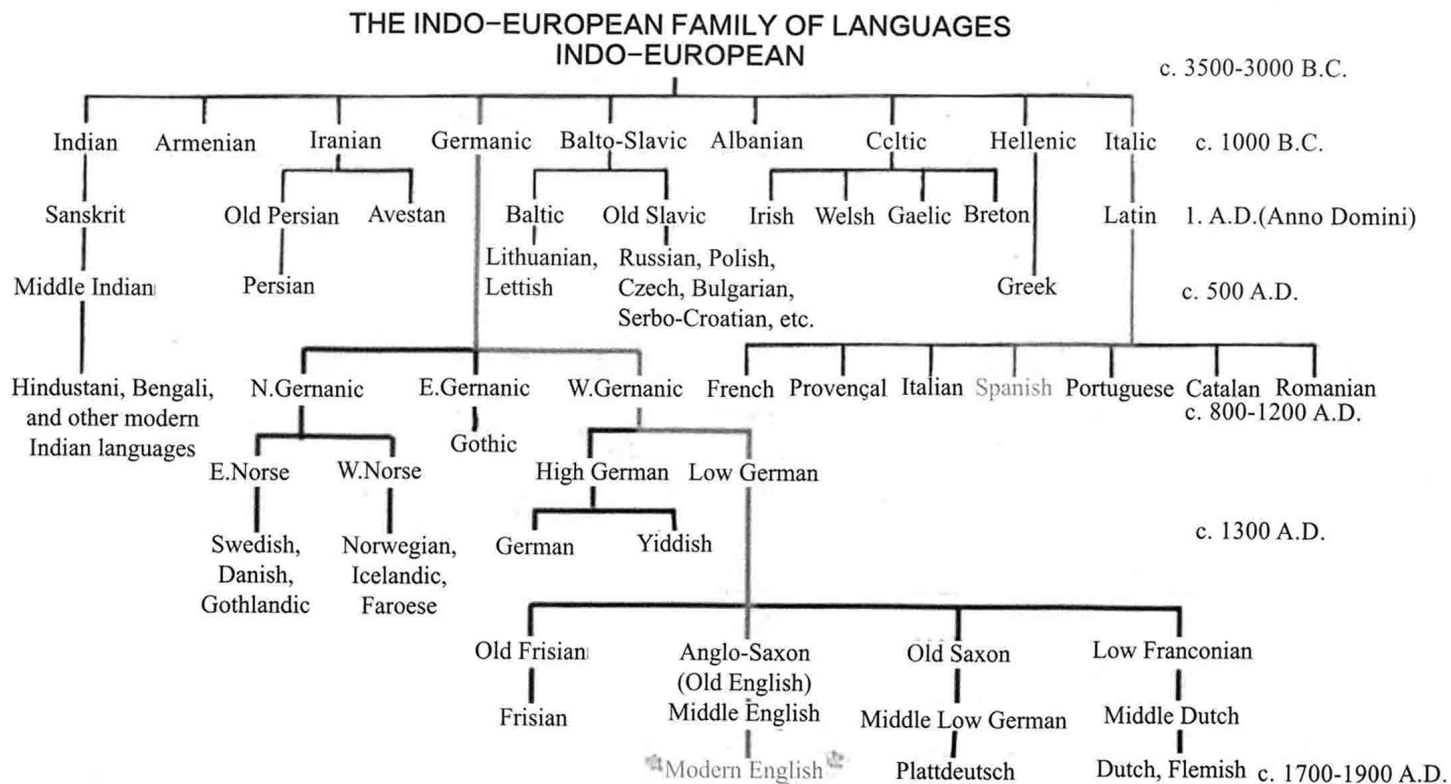 THE INDO-EUROPEAN FAMILY OF LANGUAGES
INDO-EUROPEAN
c. 3500-3000 B.C.
Indian Armenian Iranian Germanic Balto-Slavic Albanian Ccltic Hellenic Italic c. 1000 B.C.
Sanskrit Old Persian Avestan Baltic Old Slavic Irish Welsh Gaelic Breton Latin 1. A.D.(Anno Domini)
Lithuanian, Russian, Polish,
Middle Indian Persian Lettish Czech, Bulgarian, Greek c. 500 A.D.
Serbo-Croatian, etc.
Hindustani, Bengali, N.Gernanic E.Gernanic W.Gernanic French Provençal Italian Spanish Portuguese Catalan Romanian
and other modern c. 800-1200 A.D.
Indian languages Gothic
E.Norse W.Norse High German Low German
c. 1300 A.D.
Swedish, Norwegian, German Yiddish
Danish, Icelandic,
Gothlandic Faroese
Old Frisian Anglo-Saxon Old Saxon Low Franconian
(Old English)
Frisian Middle English Middle Low German Middle Dutch
Modern English Plattdeutsch Dutch, Flemish c. 1700-1900 A.D.